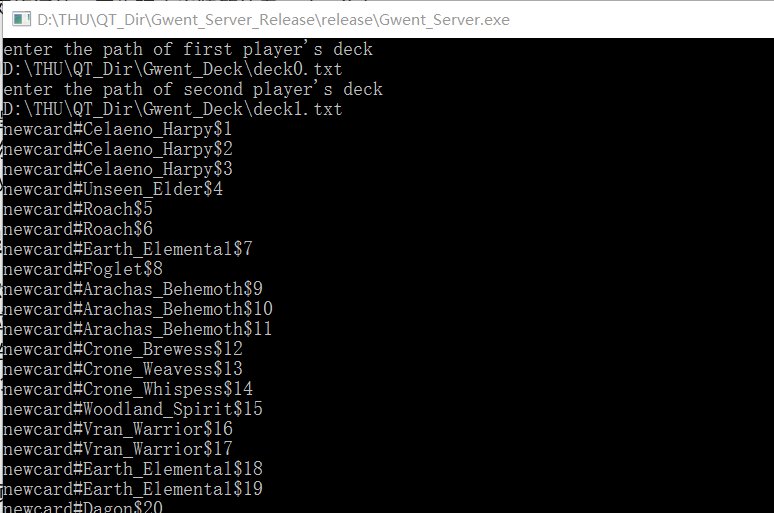 D:\THU\QT_Dir\Gwent_Server_Release\release\Gwent_Server.exe
enter the path of first player's deck
D:\THU\QT_Dir\Gwent_Deck\deck0.txt
enter the path of second player's deck
D:\THU\QT_Dir\Gwent_Deck\deck1.txt
newcard#Celaeno_Harpy$1
newcard#Celaeno_Harpy$2
newcard#Celaeno_Harpy$3
newcard#Unseen_Elder$4
newcard#Roach$5
newcard#Roach$6
newcard#Earth_Elemental$7
newcard#Foglet$8
newcard#Arachas_Behemoth$9
newcard#Arachas_Behemoth$10
newcard#Arachas_Behemoth$11
newcard#Crone_Brewess$12
newcard#Crone_Weavess$13
newcard#Crone_Whispess$14
newcard#Woodland_Spirit$15
newcard#Vran_Warrior$16
newcard#Vran_Warrior$17
newcard#Earth_Elemental$18
newcard#Earth_Elemental$19
newcard#Dagon$20